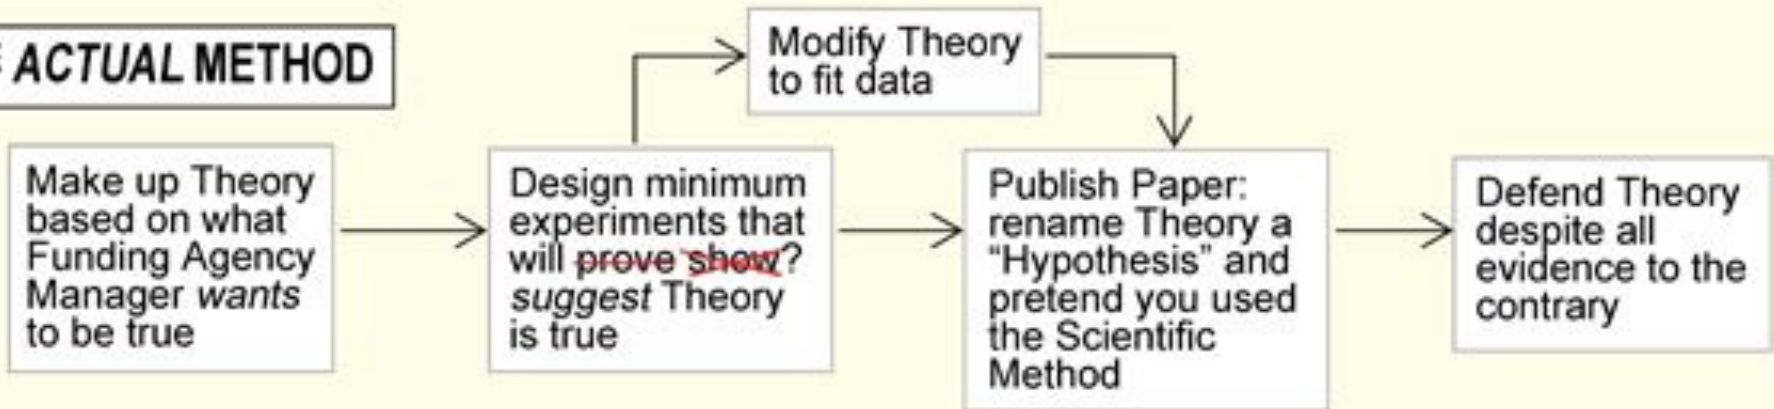 ACTUAL METHOD
Modify Theory
to fit data
Make up Theory
based on what
Funding Agency
Manager wants
to be true
Design minimum
experiments that
will prove show?
suggest Theory
is true
Publish Paper:
rename Theory a
“Hypothesis” and
pretend you used
the Scientific
Method
Defend Theory
despite all
evidence to the
contrary